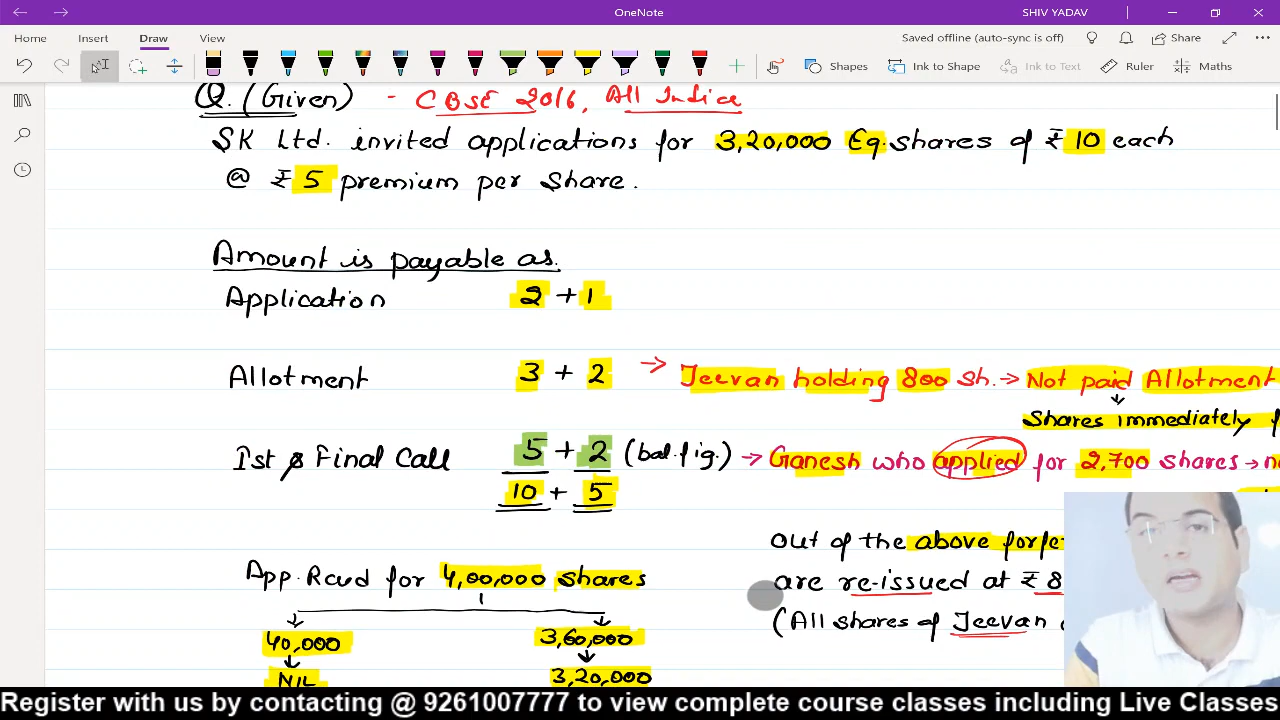 OneNote
SHIV YADAV
Home Insert Draw View
Saved offline (auto-sync is off)
Share
Shapes
Ink to Shape
Ink to Text
Ruler
Maths
Q. (Given) - CBSE 2016, All India
SK Ltd. invited applications for 3,20,000 Eq. shares of ₹ 10 each
@ ₹ 5 premium per Share.
Amount is payable as.
Application 2 + 1
Allotment 3 + 2 → Jeevan holding 800 Sh. → Not paid Allotment
Shares immediately f
Ist & Final Call 5 + 2 (bal. fig.) → Ganesh who applied for 2,700 shares → n
10 + 5
Out of the above forfe
App. Rcvd for 4,00,000 shares
are re-issued at ₹ 8
(All shares of Jeevan
40,000 3,60,000
NIL 3,20,000
Register with us by contacting @ 9261007777 to view complete course classes including Live Classes